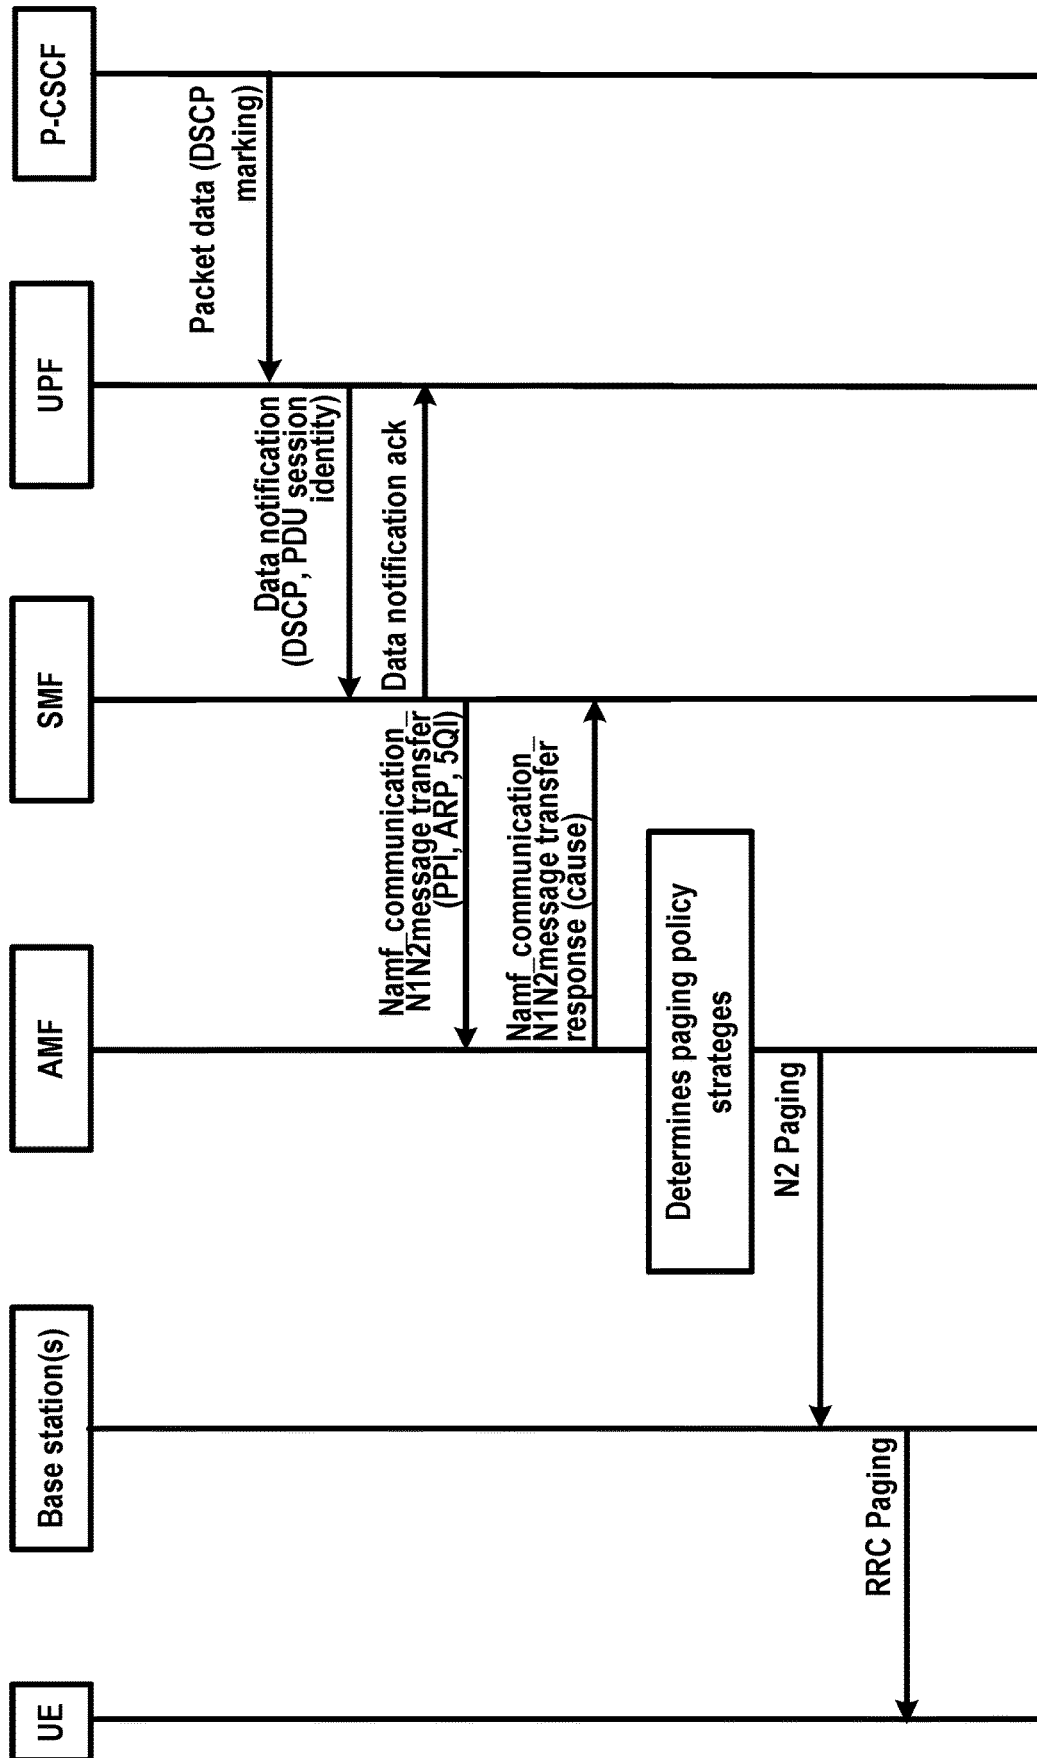 UE
Base station(s)
AMF
SMF
UPF
P-CSCF
Packet data (DSCP
marking)
Data notification
(DSCP, PDU session
identity)
Data notification ack
Namf_communication_
N1N2message transfer
(PPI, ARP, 5QI)
Namf_communication_
N1N2message transfer
response (cause)
Determines paging policy
strateges
N2 Paging
RRC Paging